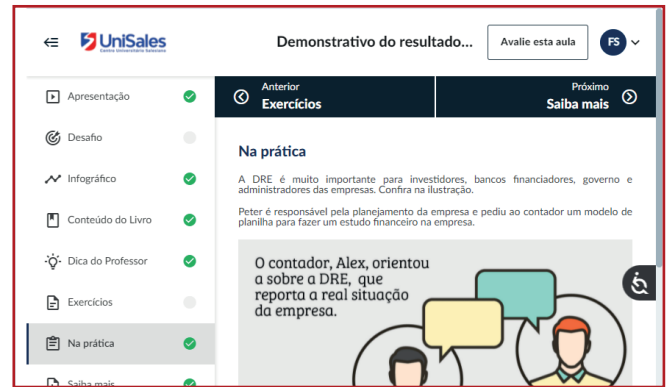 UniSales
Centro Universitário Salesiano
Demonstrativo do resultado...
Avalie esta aula
FS
Apresentação
Desafio
Infográfico
Conteúdo do Livro
Dica do Professor
Exercícios
Na prática
Saiba mais
Anterior
Exercícios
Próximo
Saiba mais
Na prática
A DRE é muito importante para investidores, bancos financiadores, governo e
administradores das empresas. Confira na ilustração.
Peter é responsável pela planejamento da empresa e pediu ao contador um modelo de
planilha para fazer um estudo financeiro na empresa.
O contador, Alex, orientou
a sobre a DRE, que
reporta a real situação
da empresa.